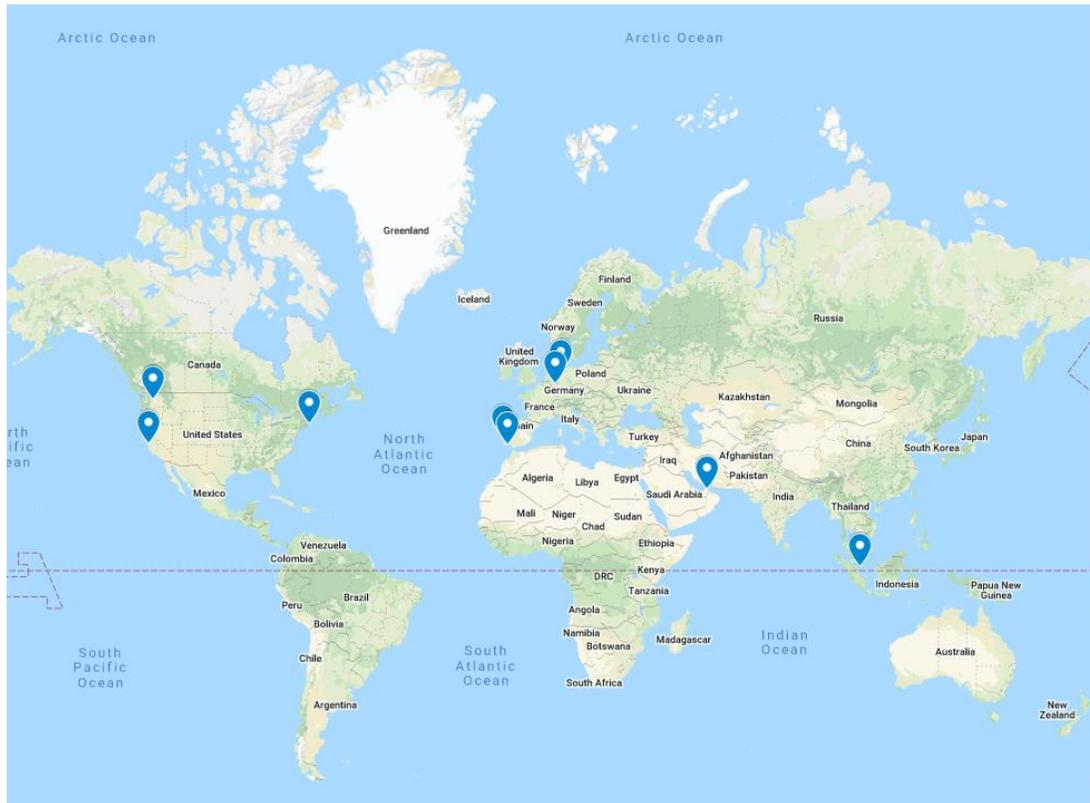 Arctic Ocean
Arctic Ocean
Greenland
Iceland
Finland
Sweden
Norway
Russia
Canada
United
Kingdom
Poland
Germany
Ukraine
France
Kazakhstan
Mongolia
Italy
United States
North
Atlantic
Ocean
Turkey
China
South Korea
Japan
Iraq
Afghanistan
Pakistan
Mexico
Algeria
Libya
Egypt
Saudi Arabia
India
Mali
Niger
Chad
Sudan
Thailand
Nigeria
Ethiopia
Venezuela
Colombia
DRC
Kenya
Tanzania
Indonesia
Papua New
Guinea
Peru
Brazil
Bolivia
Angola
Namibia
Botswana
Madagascar
Indian
Ocean
South
Pacific
Ocean
Chile
South
Atlantic
Ocean
Australia
South Africa
Argentina
New
Zealand